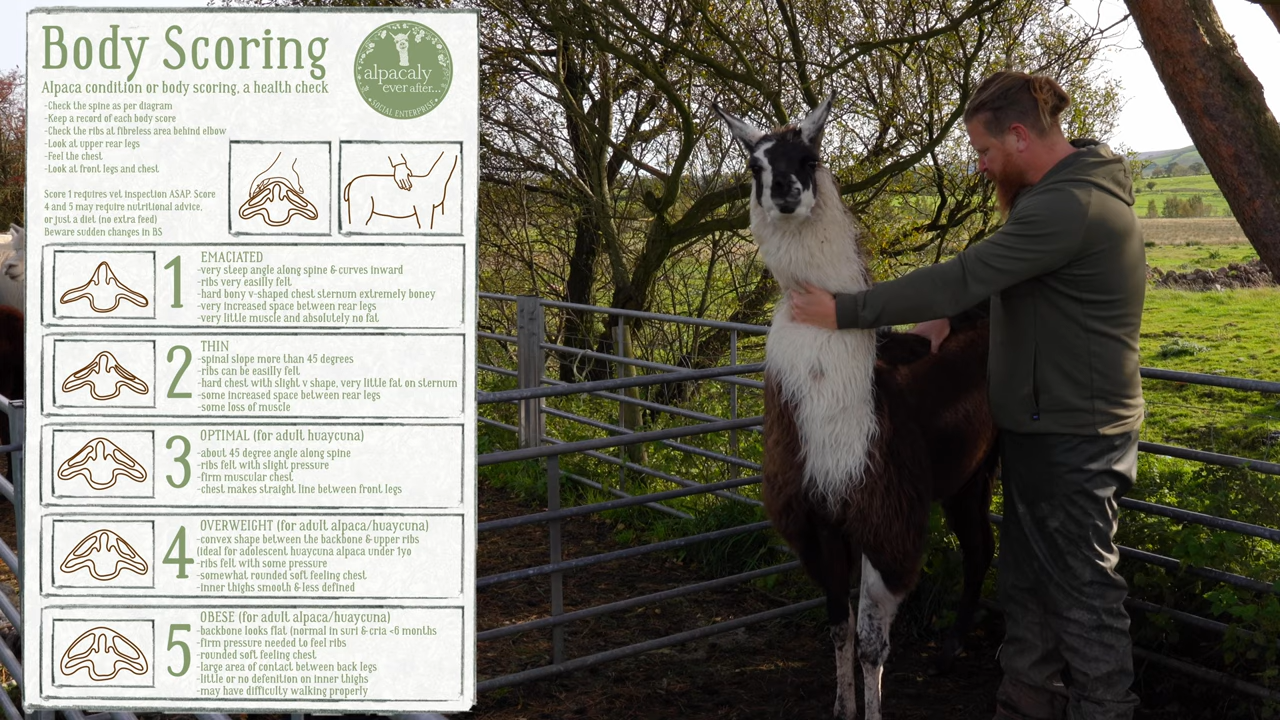 Body Scoring
alpacaly
ever after...
SOCIAL ENTERPRISE
Alpaca condition or body scoring, a health check
-Check the spine as per diagram
-Keep a record of each body score
-Check the ribs at fibreless area behind elbow
-Look at upper rear legs
-Feel the chest
-Look at front legs and chest
Score 1 requires vet inspection ASAP. Score
4 and 5 may require nutritional advice,
or just a diet (no extra feed)
Beware sudden changes in BS
1
EMACIATED
-very steep angle along spine & curves inward
-ribs very easilly felt
-hard bony v-shaped chest sternum extremely boney
-very increased space between rear legs
-very little muscle and absolutely no fat
2
THIN
-spinal slope more than 45 degrees
-ribs can be easilly felt
-hard chest with slight v shape, very little fat on sternum
-some increased space between rear legs
-some loss of muscle
3
OPTIMAL (for adult huaycuna)
-about 45 degree angle along spine
-ribs felt with slight pressure
-firm muscular chest
-chest makes straight line between front legs
4
OVERWEIGHT (for adult alpaca/huaycuna)
-convex shape between the backbone & upper ribs
(ideal for adolescent huaycuna alpaca under 1yo
-ribs felt with some pressure
-somewhat rounded soft feeling chest
-inner thighs smooth & less defined
5
OBESE (for adult alpaca/huaycuna)
-backbone looks flat (normal in suri & cria <6 months
-firm pressure needed to feel ribs
-rounded soft feeling chest
-large area of contact between back legs
-little or no defenition on inner thighs
-may have difficulty walking properly